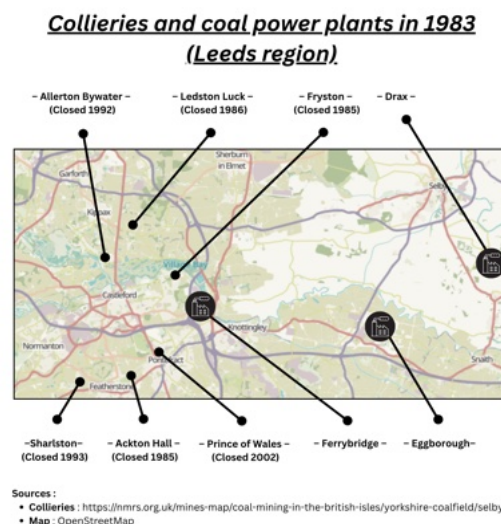 Collieries and coal power plants in 1983
(Leeds region)
– Allerton Bywater –
(Closed 1992)
– Ledston Luck –
(Closed 1986)
– Fryston –
(Closed 1985)
– Drax –
Sherburn
in Elmet
Garforth
Selby
Kippax
Castleford
Knottingley
Normanton
Pontefract
Snaith
Featherstone
–Sharlston–
(Closed 1993)
– Ackton Hall –
(Closed 1985)
– Prince of Wales –
(Closed 2002)
– Ferrybridge –
– Eggborough–
Sources :
• Collieries : https://nmrs.org.uk/mines-map/coal-mining-in-the-british-isles/yorkshire-coalfield/selby
• Map : OpenStreetMap